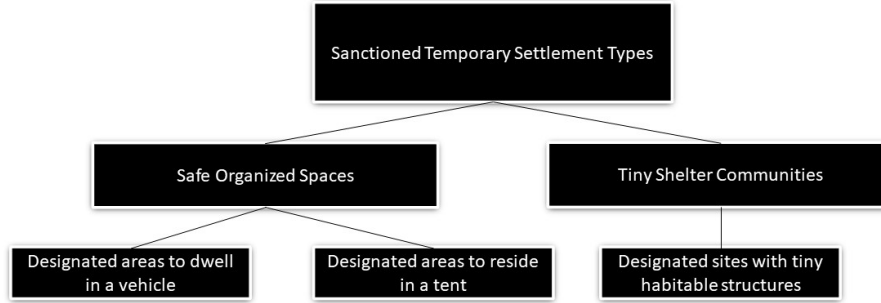 Sanctioned Temporary Settlement Types
Safe Organized Spaces
Tiny Shelter Communities
Designated areas to dwell
in a vehicle
Designated areas to reside
in a tent
Designated sites with tiny
habitable structures